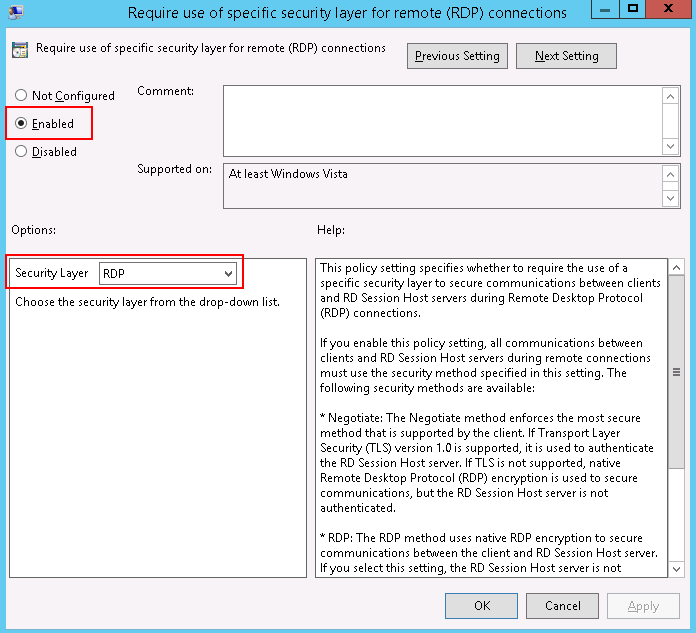 Require use of specific security layer for remote (RDP) connections
Require use of specific security layer for remote (RDP) connections
Previous Setting
Next Setting
Not Configured
Comment:
Enabled
Disabled
Supported on:
At least Windows Vista
Options:
Help:
Security Layer
RDP
Choose the security layer from the drop-down list.
This policy setting specifies whether to require the use of a
specific security layer to secure communications between clients
and RD Session Host servers during Remote Desktop Protocol
(RDP) connections.
If you enable this policy setting, all communications between
clients and RD Session Host servers during remote connections
must use the security method specified in this setting. The
following security methods are available:
* Negotiate: The Negotiate method enforces the most secure
method that is supported by the client. If Transport Layer
Security (TLS) version 1.0 is supported, it is used to authenticate
the RD Session Host server. If TLS is not supported, native
Remote Desktop Protocol (RDP) encryption is used to secure
communications, but the RD Session Host server is not
authenticated.
* RDP: The RDP method uses native RDP encryption to secure
communications between the client and RD Session Host server.
If you select this setting, the RD Session Host server is not
OK
Cancel
Apply